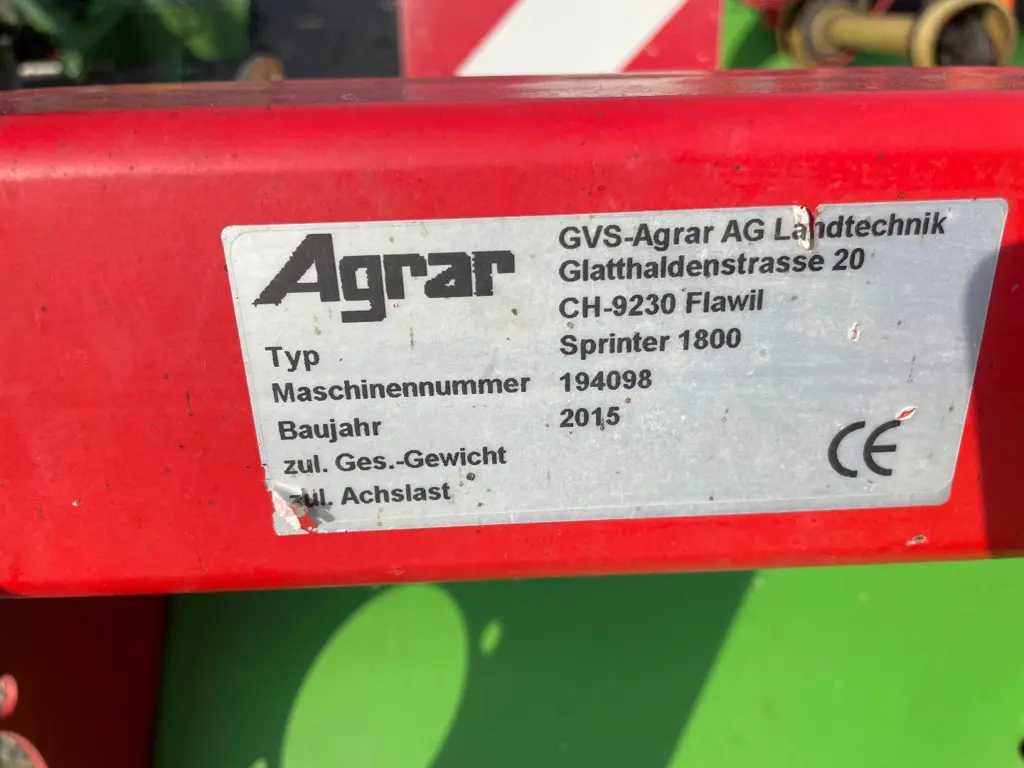 Agrar
GVS-Agrar AG Landtechnik
Glatthaldenstrasse 20
CH-9230 Flawil
Typ Sprinter 1800
Maschinennummer 194098
Baujahr 2015
zul. Ges.-Gewicht
zul. Achslast
CE